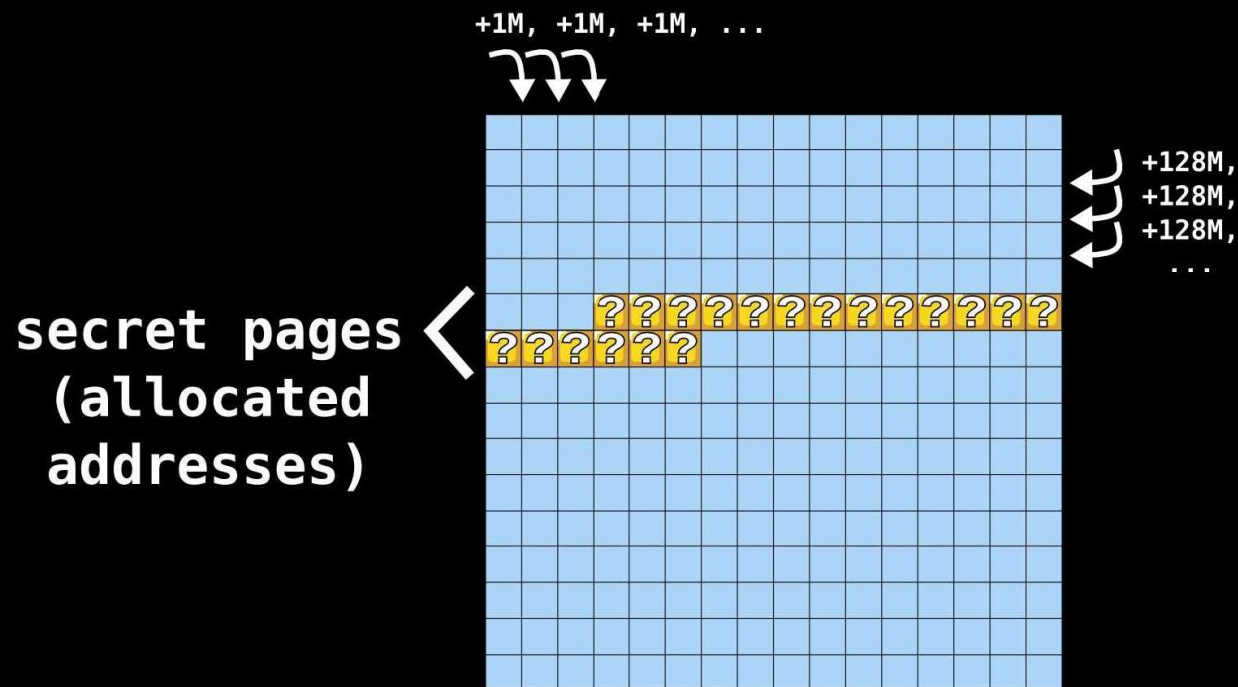 +1M, +1M, +1M, ...
+128M,
+128M,
+128M,
...
secret pages
(allocated
addresses)
? ? ? ? ? ? ? ? ? ? ? ? ?
? ? ? ? ? ?